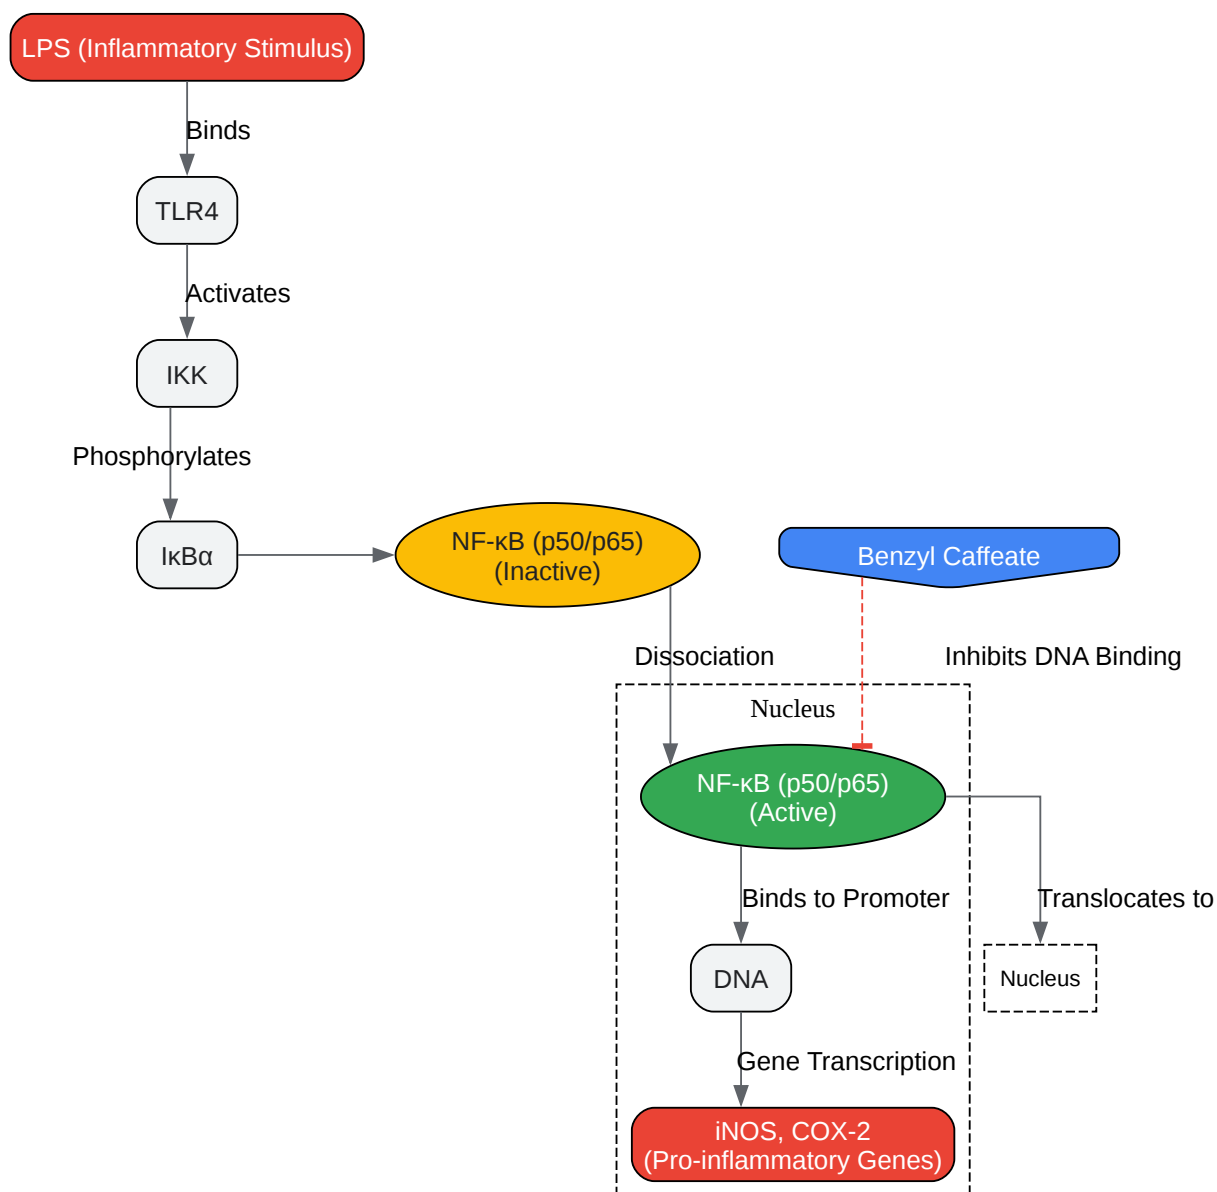 LPS (Inflammatory Stimulus)
Binds
TLR4
Activates
IKK
Phosphorylates
IκBα
NF-κB (p50/p65)
(Inactive)
Benzyl Caffeate
Dissociation
Inhibits DNA Binding
Nucleus
NF-κB (p50/p65)
(Active)
Binds to Promoter
Translocates to
DNA
Nucleus
Gene Transcription
iNOS, COX-2
(Pro-inflammatory Genes)